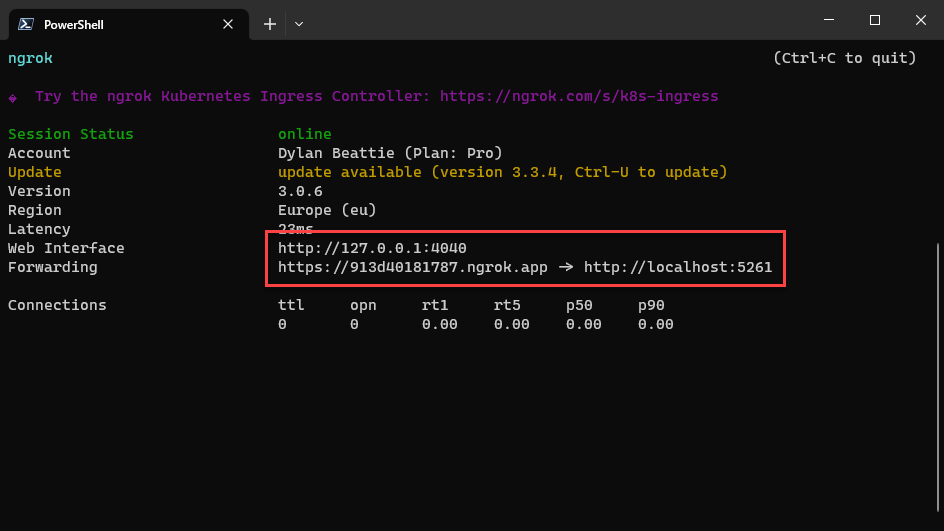 PowerShell
ngrok (Ctrl+C to quit)
Try the ngrok Kubernetes Ingress Controller: https://ngrok.com/s/k8s-ingress
Session Status online
Account Dylan Beattie (Plan: Pro)
Update update available (version 3.3.4, Ctrl-U to update)
Version 3.0.6
Region Europe (eu)
Latency 23ms
Web Interface http://127.0.0.1:4040
Forwarding https://913d40181787.ngrok.app -> http://localhost:5261
Connections ttl opn rt1 rt5 p50 p90
0 0 0.00 0.00 0.00 0.00